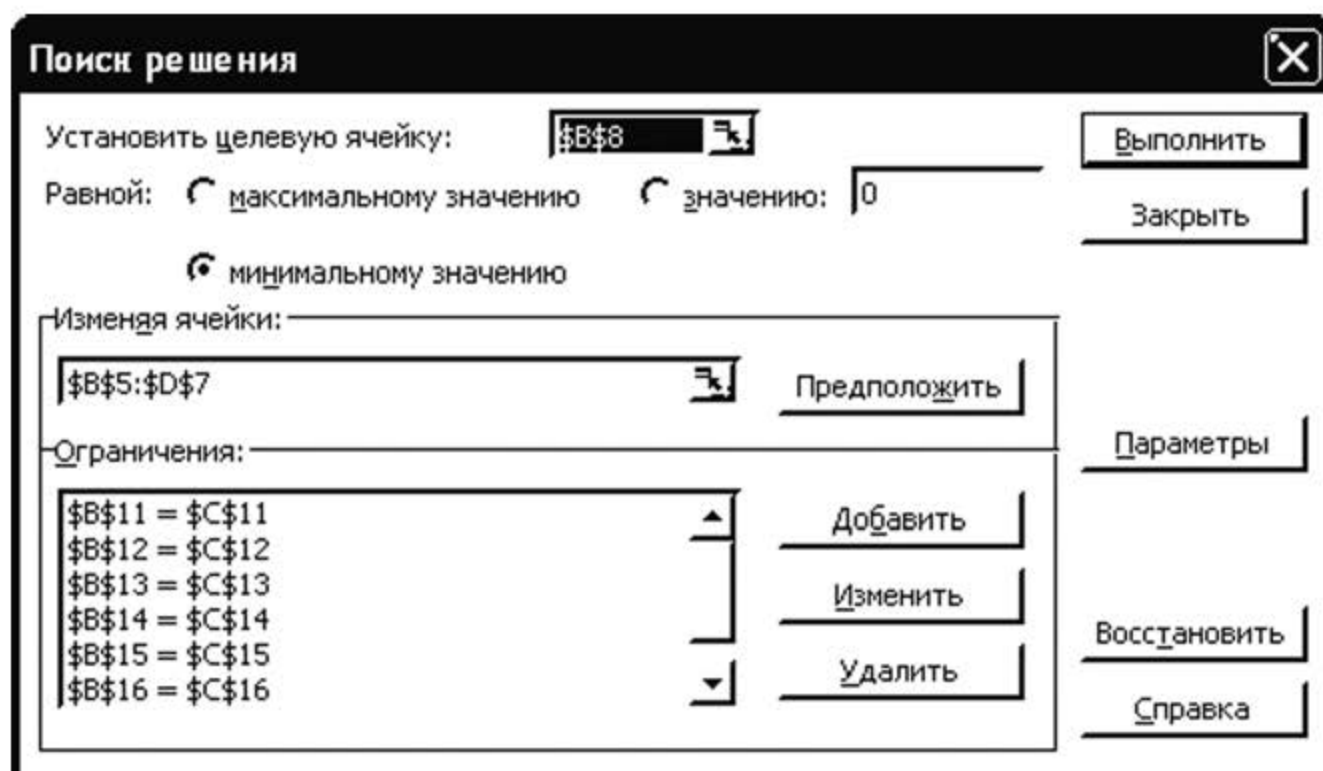 Поиск решения
Установить целевую ячейку: $B$8 Выполнить
Равной: максимальному значению значению: 0 Закрыть
минимальному значению
Изменяя ячейки:
$B$5:$D$7 Предположить
Параметры
Ограничения:
$B$11 = $C$11 Добавить
$B$12 = $C$12
$B$13 = $C$13 Изменить
$B$14 = $C$14
$B$15 = $C$15 Удалить
$B$16 = $C$16
Восстановить
Справка